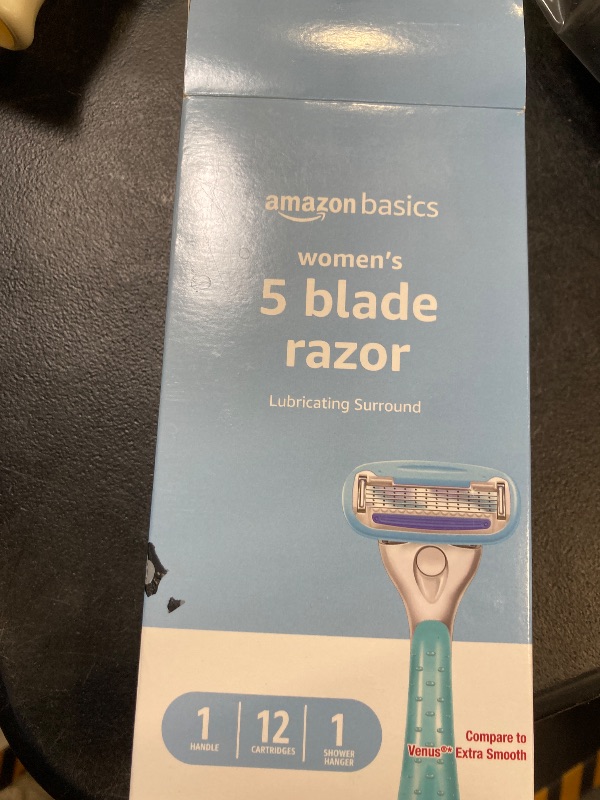 amazon basics
women's
5 blade
razor
Lubricating Surround
1 12 1
HANDLE CARTRIDGES SHOWER
HANGER
Compare to
Venus®* Extra Smooth